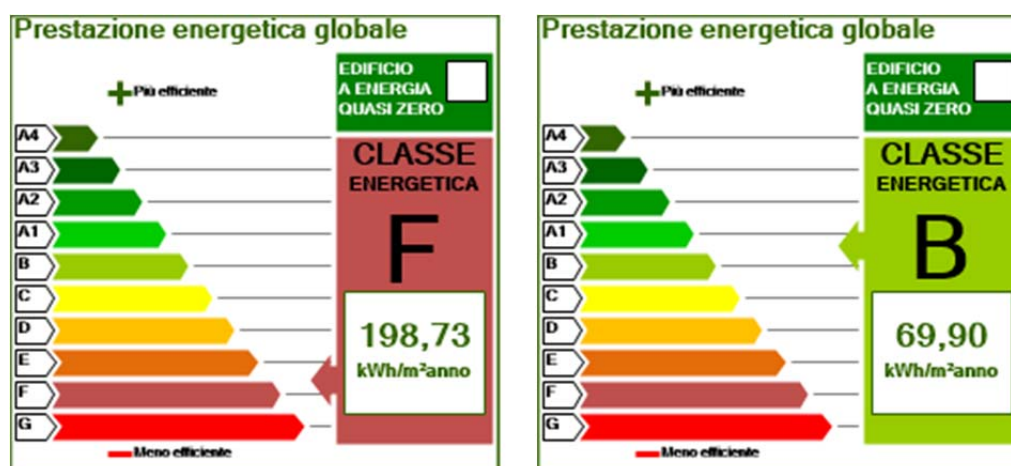 Prestazione energetica globale
+ Più efficiente
EDIFICIO
A ENERGIA
QUASI ZERO
A4
A3
A2
A1
B
C
D
E
F
G
CLASSE
ENERGETICA
F
198,73
kWh/m²anno
Meno efficiente
Prestazione energetica globale
+ Più efficiente
EDIFICIO
A ENERGIA
QUASI ZERO
A4
A3
A2
A1
B
C
D
E
F
G
CLASSE
ENERGETICA
B
69,90
kWh/m²anno
Meno efficiente